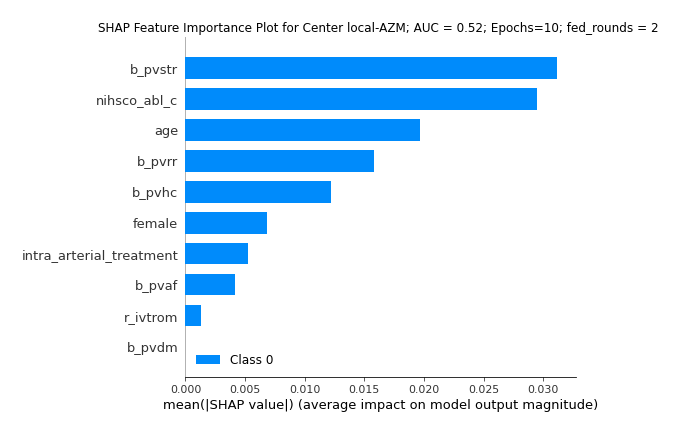 SHAP Feature Importance Plot for Center local-AZM; AUC = 0.52; Epochs=10; fed_rounds = 2
b_pvstr
nihsco_abl_c
age
b_pvrr
b_pvhc
female
intra_arterial_treatment
b_pvaf
r_ivtrom
b_pvdm
Class 0
0.000 0.005 0.010 0.015 0.020 0.025 0.030
mean(|SHAP value|) (average impact on model output magnitude)